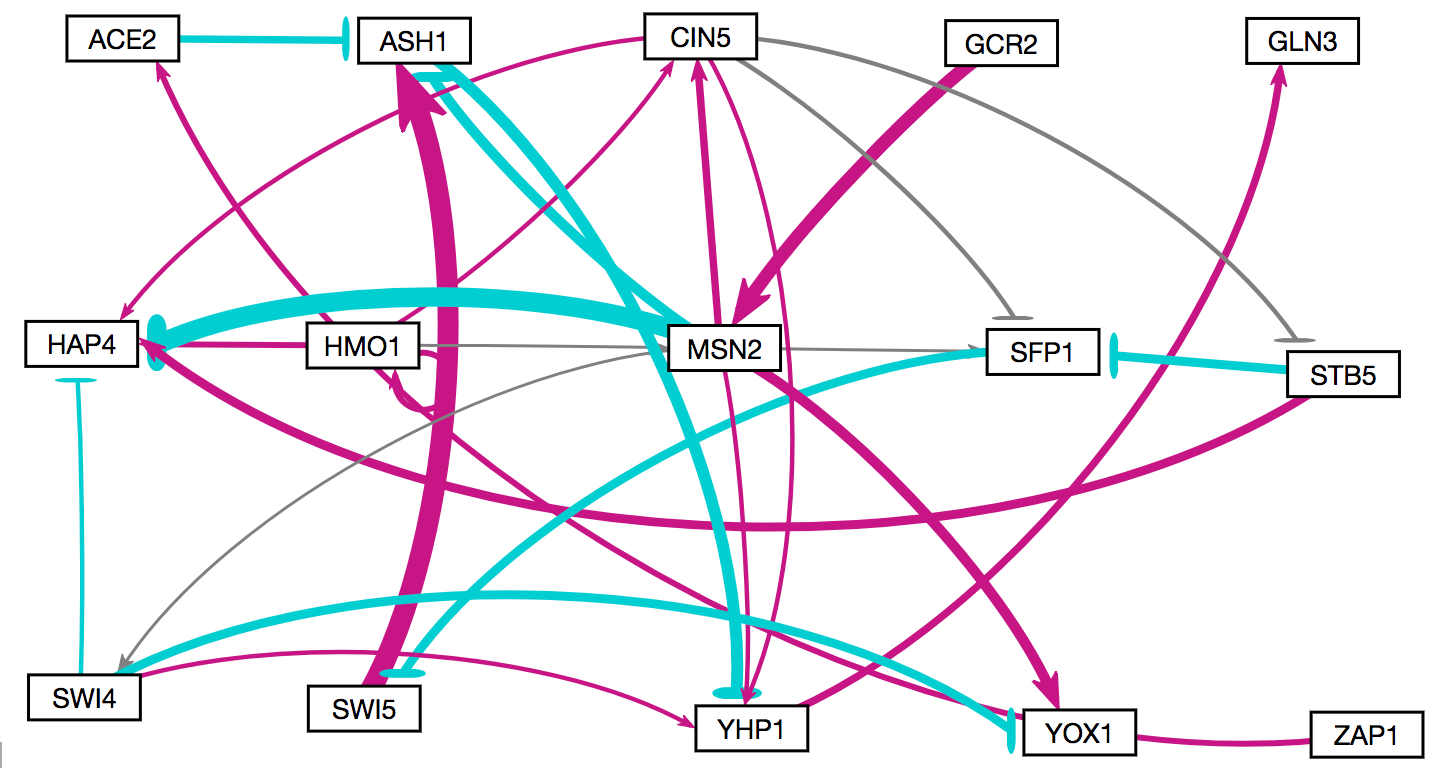 ACE2
ASH1
CIN5
GCR2
GLN3
HAP4
HMO1
MSN2
SFP1
STB5
SWI4
SWI5
YHP1
YOX1
ZAP1